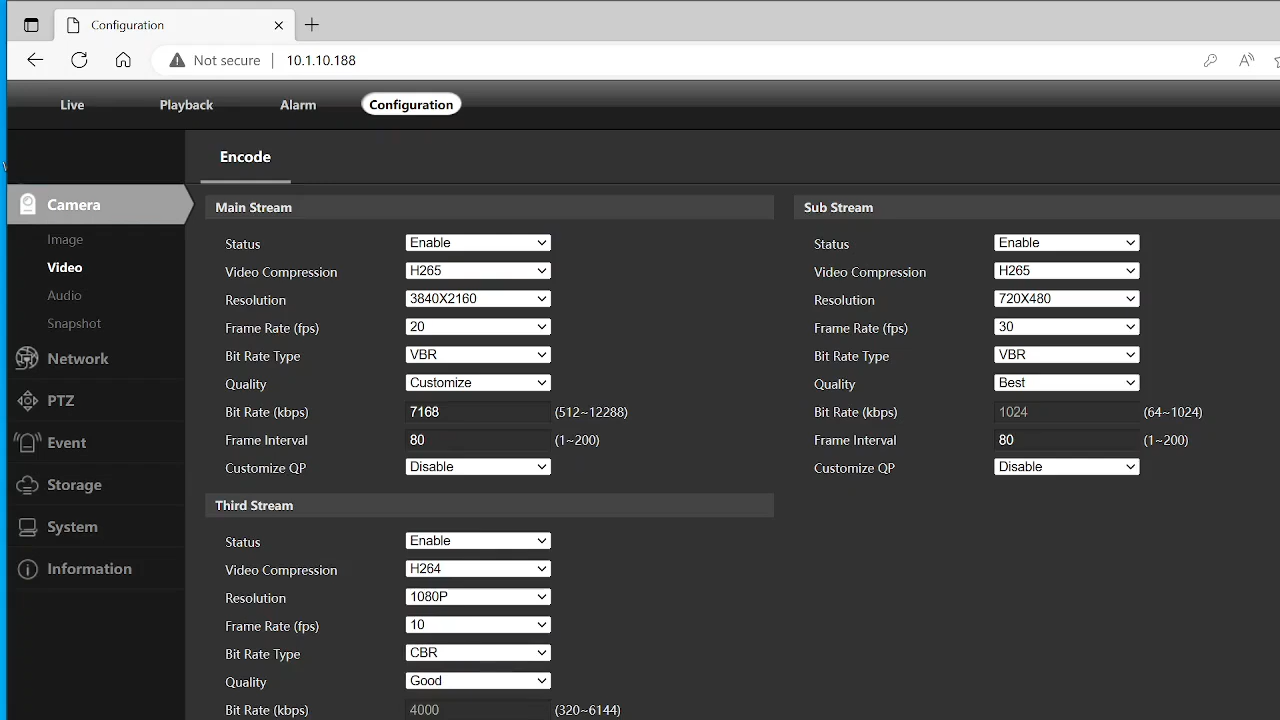 Configuration
Not secure | 10.1.10.188
Live Playback Alarm Configuration
Encode
Camera
Image
Video
Audio
Snapshot
Network
PTZ
Event
Storage
System
Information
Main Stream
Status Enable
Video Compression H265
Resolution 3840X2160
Frame Rate (fps) 20
Bit Rate Type VBR
Quality Customize
Bit Rate (kbps) 7168 (512~12288)
Frame Interval 80 (1~200)
Customize QP Disable
Sub Stream
Status Enable
Video Compression H265
Resolution 720X480
Frame Rate (fps) 30
Bit Rate Type VBR
Quality Best
Bit Rate (kbps) 1024 (64~1024)
Frame Interval 80 (1~200)
Customize QP Disable
Third Stream
Status Enable
Video Compression H264
Resolution 1080P
Frame Rate (fps) 10
Bit Rate Type CBR
Quality Good
Bit Rate (kbps) 4000 (320~6144)